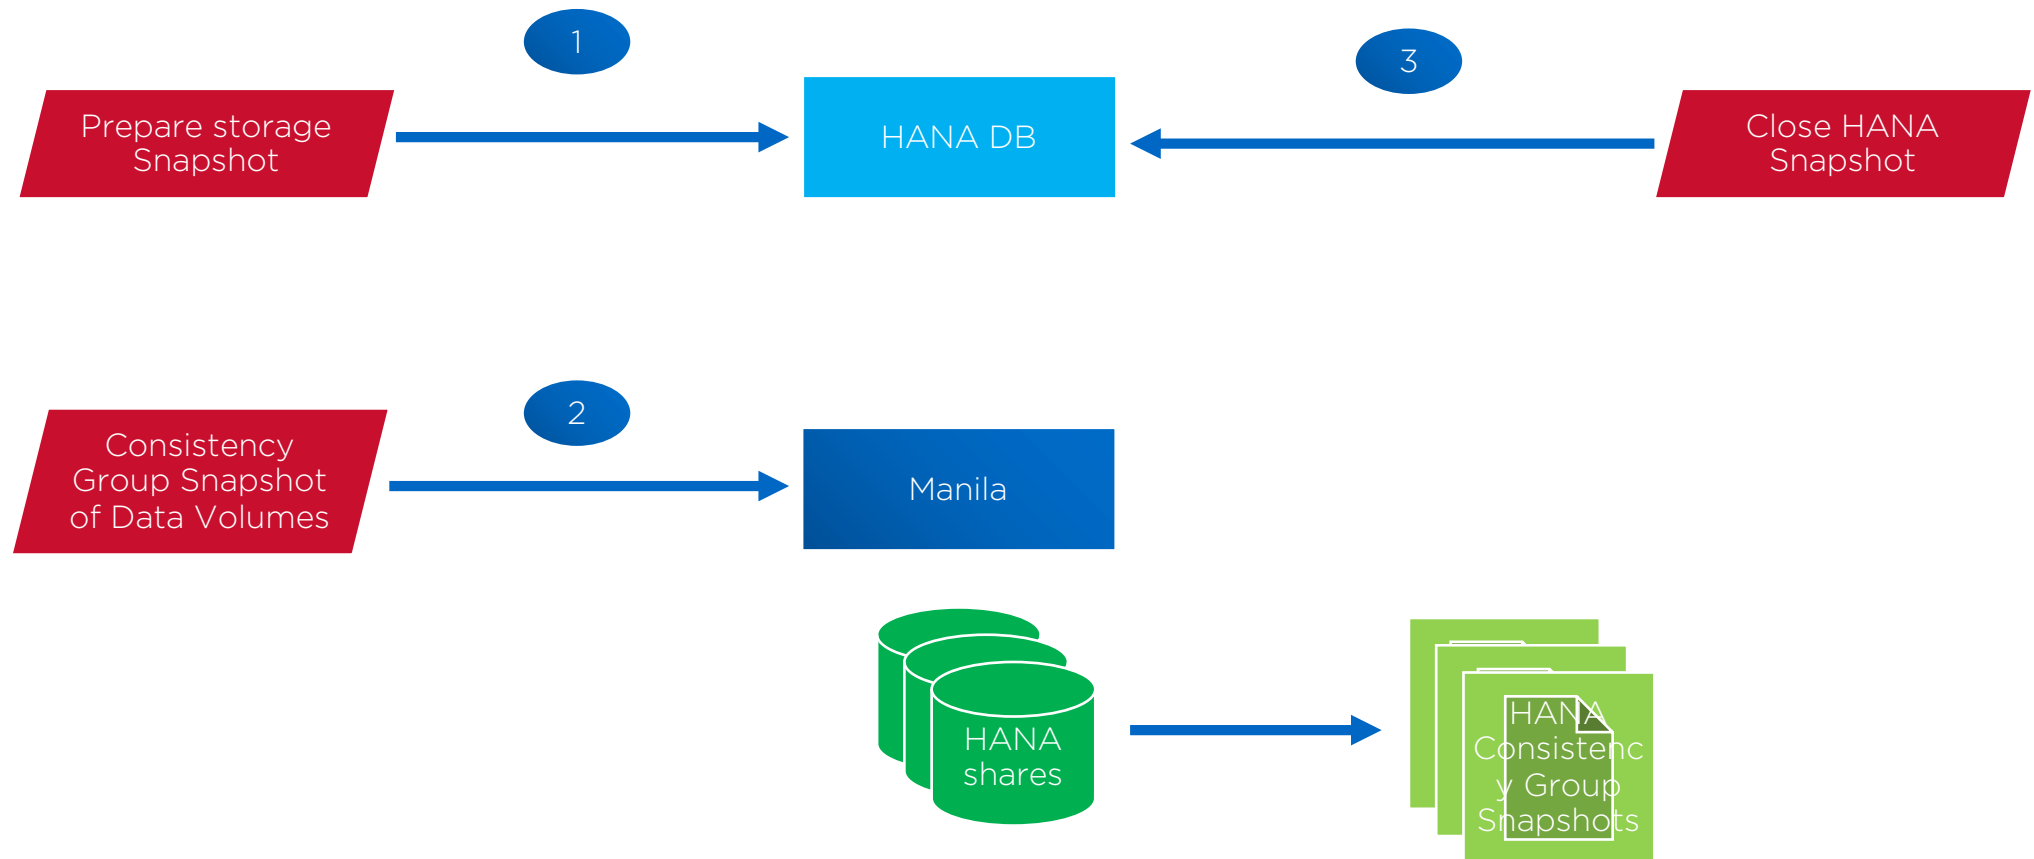 1
3
Prepare storage
Snapshot
HANA DB
Close HANA
Snapshot
2
Consistency
Group Snapshot
of Data Volumes
Manila
HANA
shares
HANA
Consistenc
y Group
Snapshots